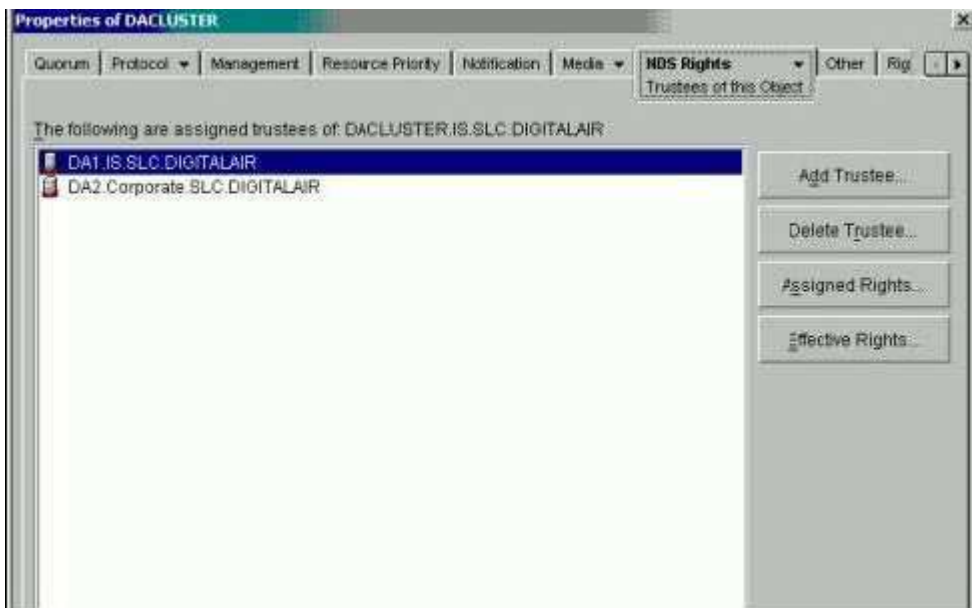 Properties of DACLUSTER
Quorum Protocol Management Resource Priority Notification Media NDS Rights Other Rig
Trustees of this Object
The following are assigned trustees of: DACLUSTER.IS.SLC.DIGITALAIR
DA1.IS.SLC.DIGITALAIR
DA2.Corporate.SLC.DIGITALAIR
Add Trustee...
Delete Trustee...
Assigned Rights...
Effective Rights...